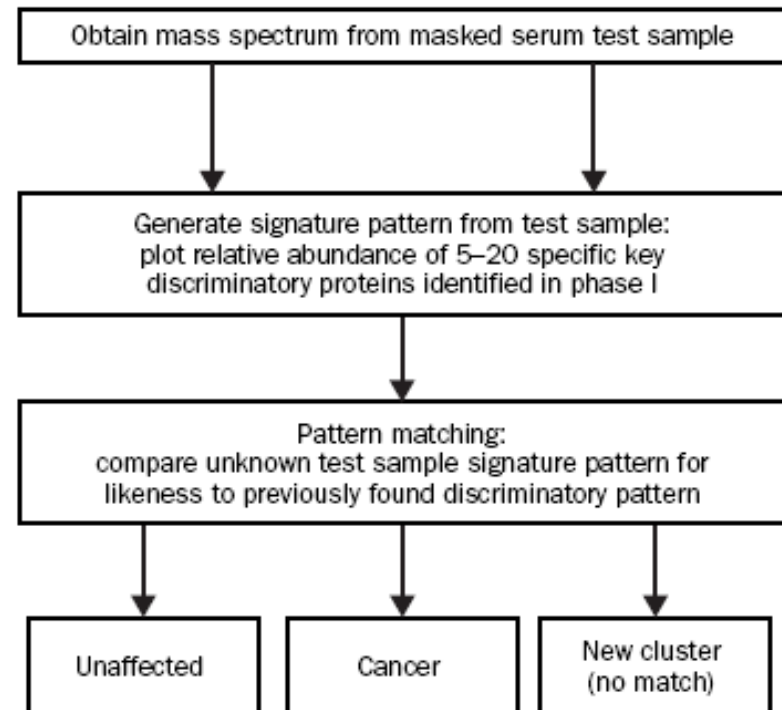 Obtain mass spectrum from masked serum test sample
Generate signature pattern from test sample:
plot relative abundance of 5–20 specific key
discriminatory proteins identified in phase I
Pattern matching:
compare unknown test sample signature pattern for
likeness to previously found discriminatory pattern
Unaffected
Cancer
New cluster
(no match)